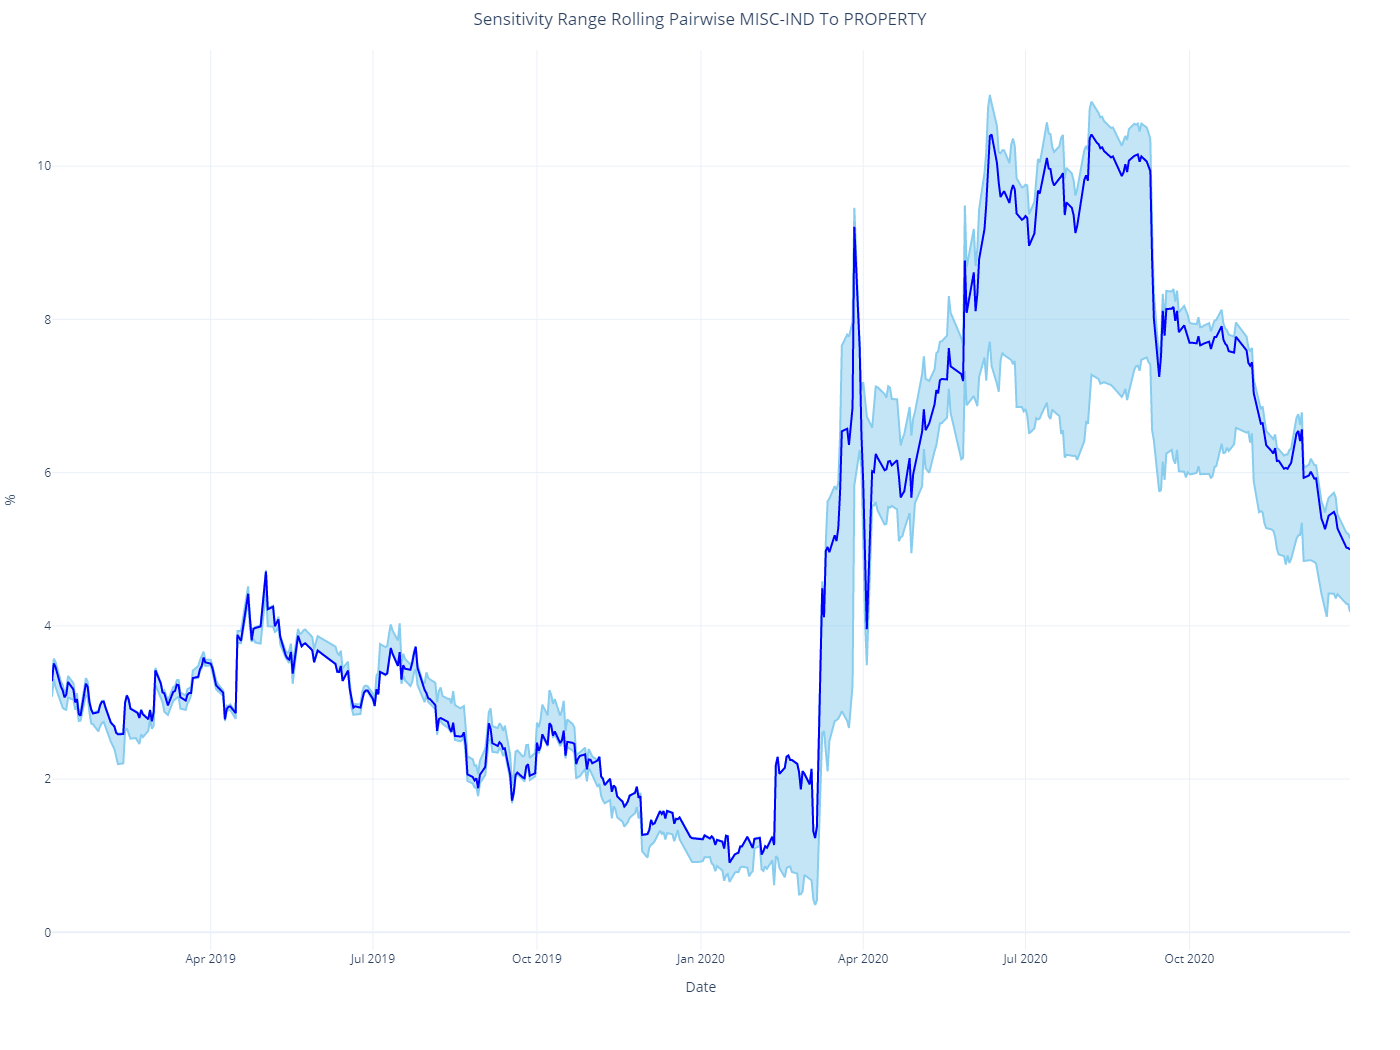 Sensitivity Range Rolling Pairwise MISC-IND To PROPERTY
10
8
6
4
2
0
%
Apr 2019
Jul 2019
Oct 2019
Jan 2020
Apr 2020
Jul 2020
Oct 2020
Date